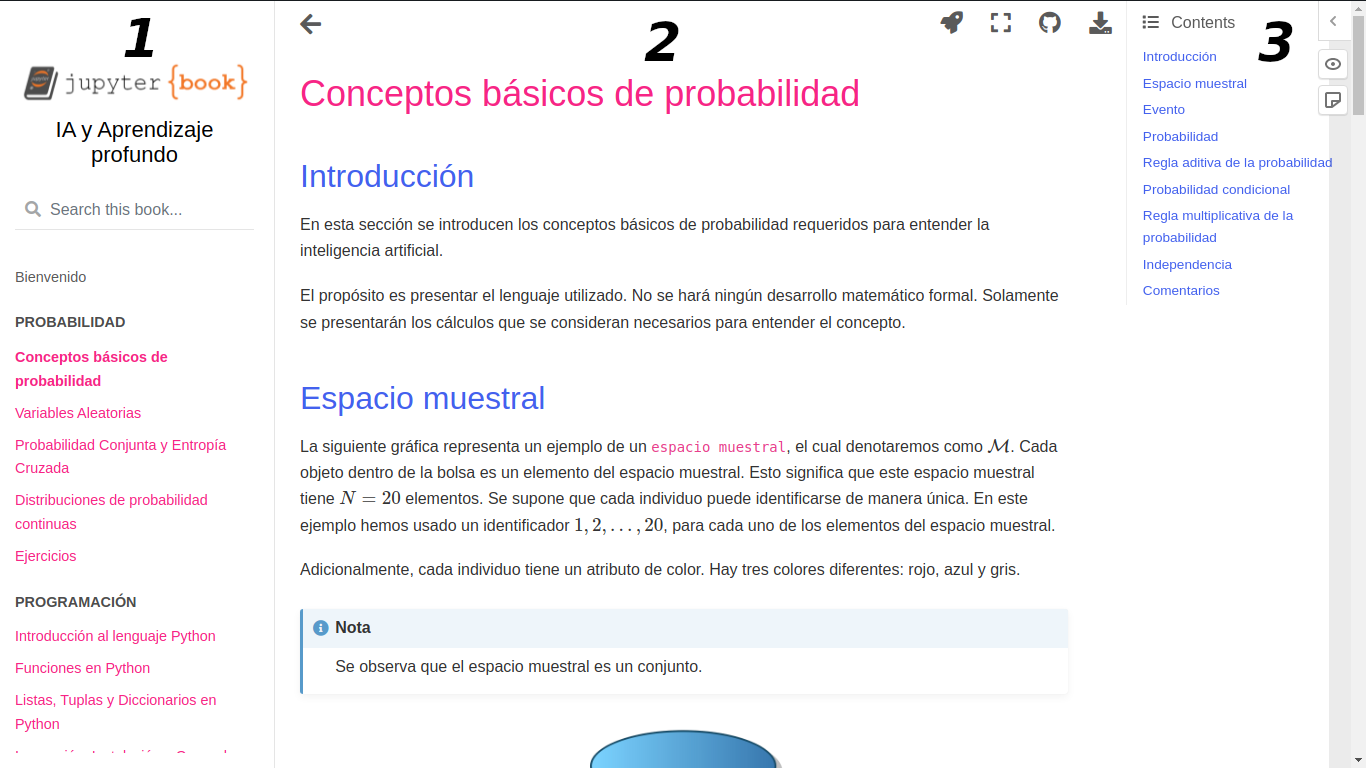 1
jupyter {book}
IA y Aprendizaje
profundo
Search this book...
Bienvenido
PROBABILIDAD
Conceptos básicos de
probabilidad
Variables Aleatorias
Probabilidad Conjunta y Entropía
Cruzada
Distribuciones de probabilidad
continuas
Ejercicios
PROGRAMACIÓN
Introducción al lenguaje Python
Funciones en Python
Listas, Tuplas y Diccionarios en
Python
2
Conceptos básicos de probabilidad
Introducción
En esta sección se introducen los conceptos básicos de probabilidad requeridos para entender la
inteligencia artificial.
El propósito es presentar el lenguaje utilizado. No se hará ningún desarrollo matemático formal. Solamente
se presentarán los cálculos que se consideran necesarios para entender el concepto.
Espacio muestral
La siguiente gráfica representa un ejemplo de un espacio muestral, el cual denotaremos como ℳ. Cada
objeto dentro de la bolsa es un elemento del espacio muestral. Esto significa que este espacio muestral
tiene N = 20 elementos. Se supone que cada individuo puede identificarse de manera única. En este
ejemplo hemos usado un identificador 1, 2, . . . , 20, para cada uno de los elementos del espacio muestral.
Adicionalmente, cada individuo tiene un atributo de color. Hay tres colores diferentes: rojo, azul y gris.
Nota
Se observa que el espacio muestral es un conjunto.
3
Contents
Introducción
Espacio muestral
Evento
Probabilidad
Regla aditiva de la probabilidad
Probabilidad condicional
Regla multiplicativa de la
probabilidad
Independencia
Comentarios